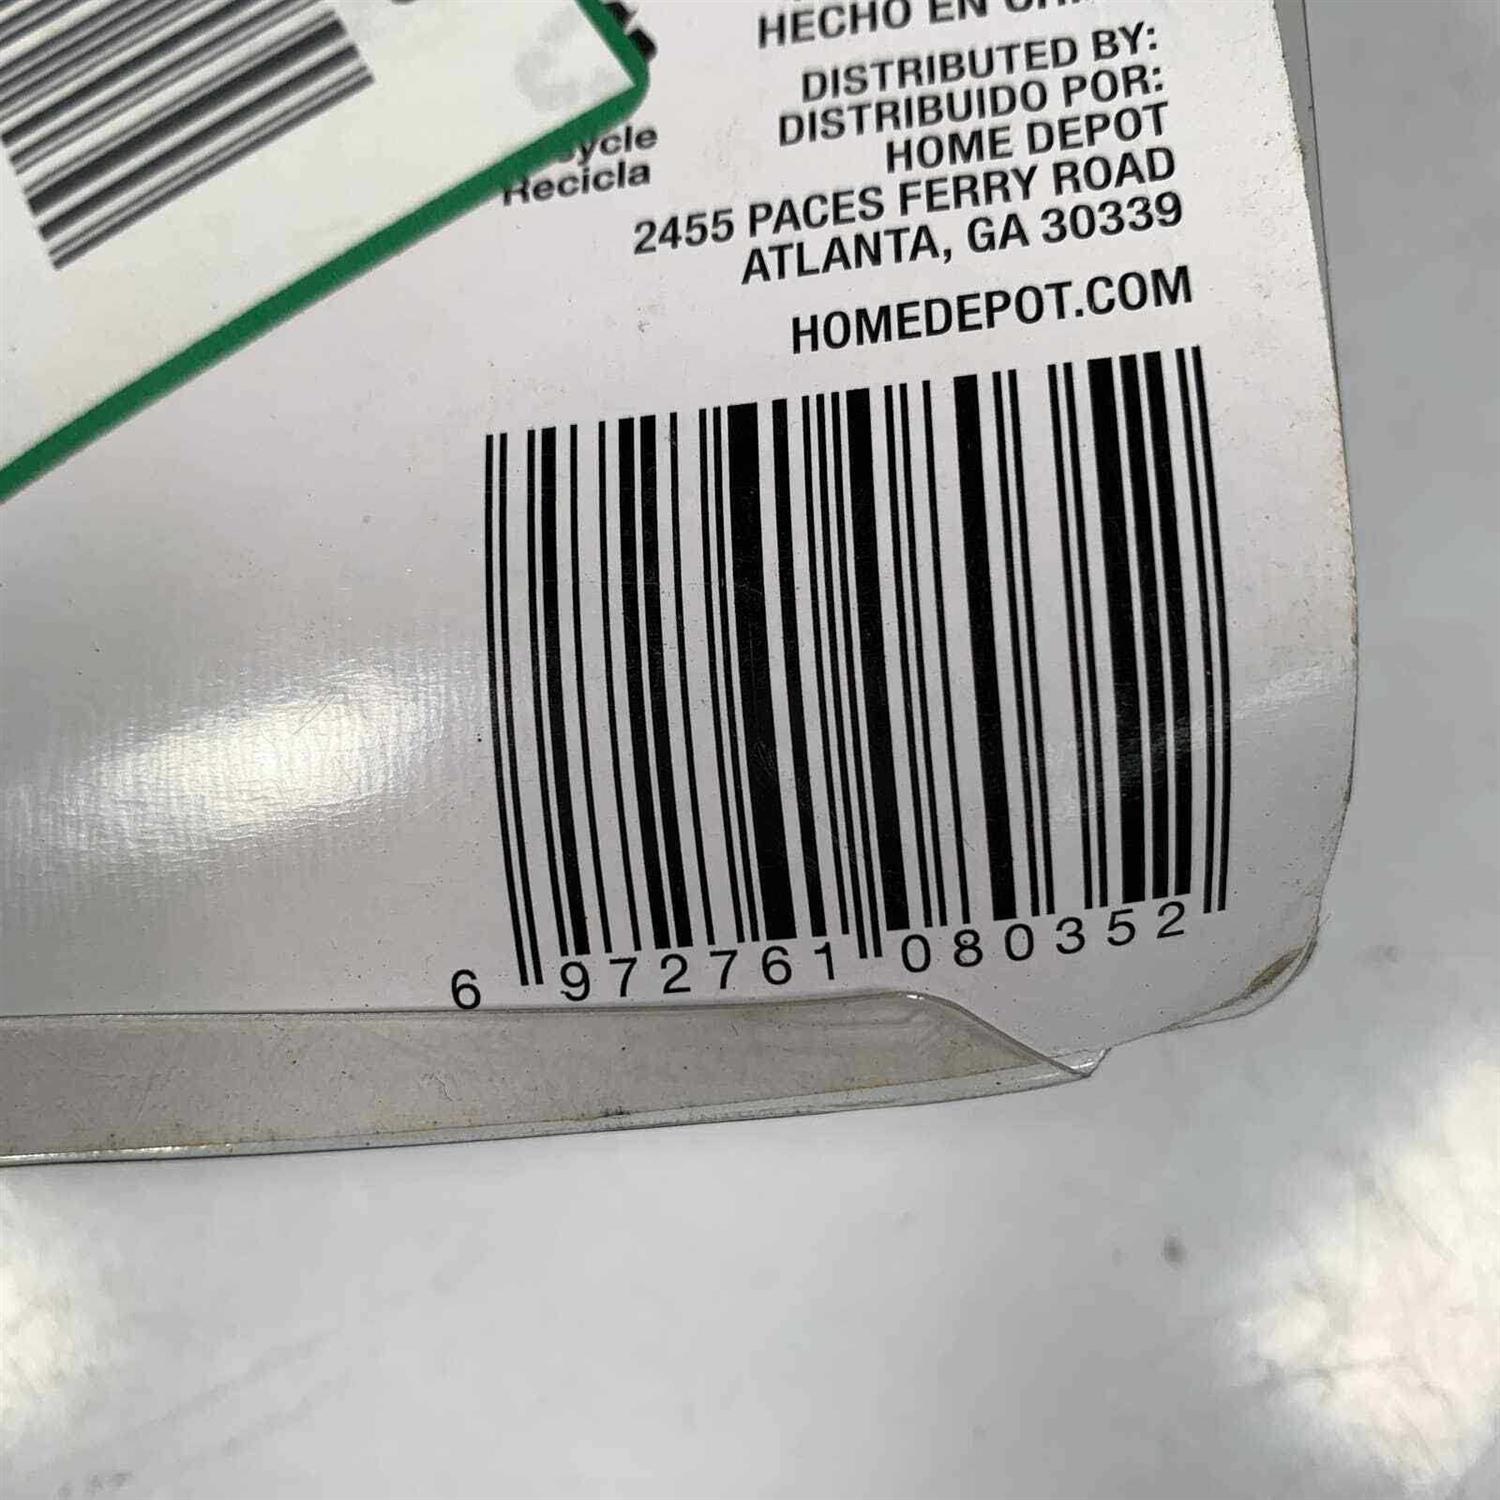 HECHO EN
DISTRIBUTED BY:
DISTRIBUIDO POR:
HOME DEPOT
2455 PACES FERRY ROAD
ATLANTA, GA 30339
HOMEDEPOT.COM
Recicla
6 972761 080352